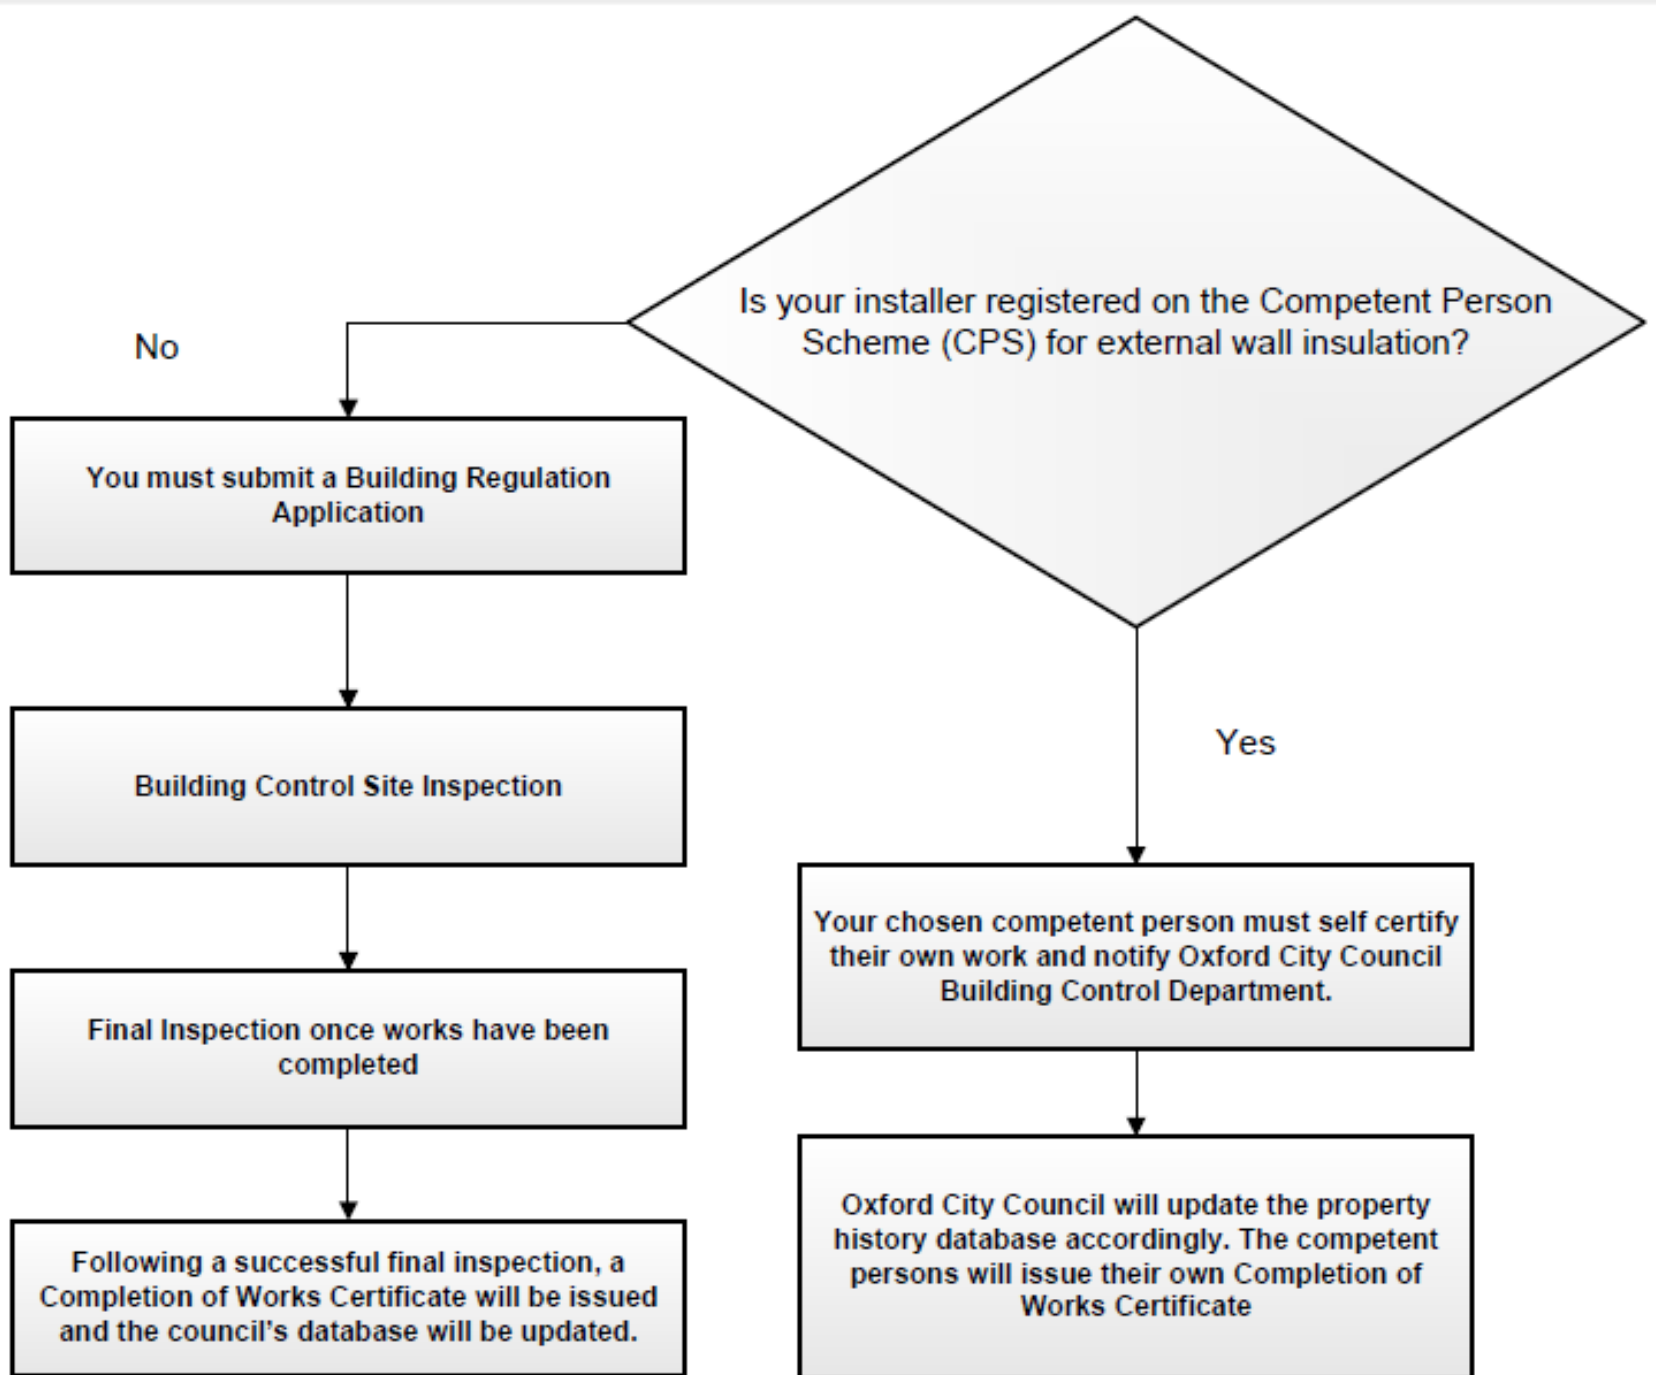 Is your installer registered on the Competent Person
Scheme (CPS) for external wall insulation?
No
You must submit a Building Regulation
Application
Building Control Site Inspection
Final Inspection once works have been
completed
Following a successful final inspection, a
Completion of Works Certificate will be issued
and the council's database will be updated.
Yes
Your chosen competent person must self certify
their own work and notify Oxford City Council
Building Control Department.
Oxford City Council will update the property
history database accordingly. The competent
persons will issue their own Completion of
Works Certificate